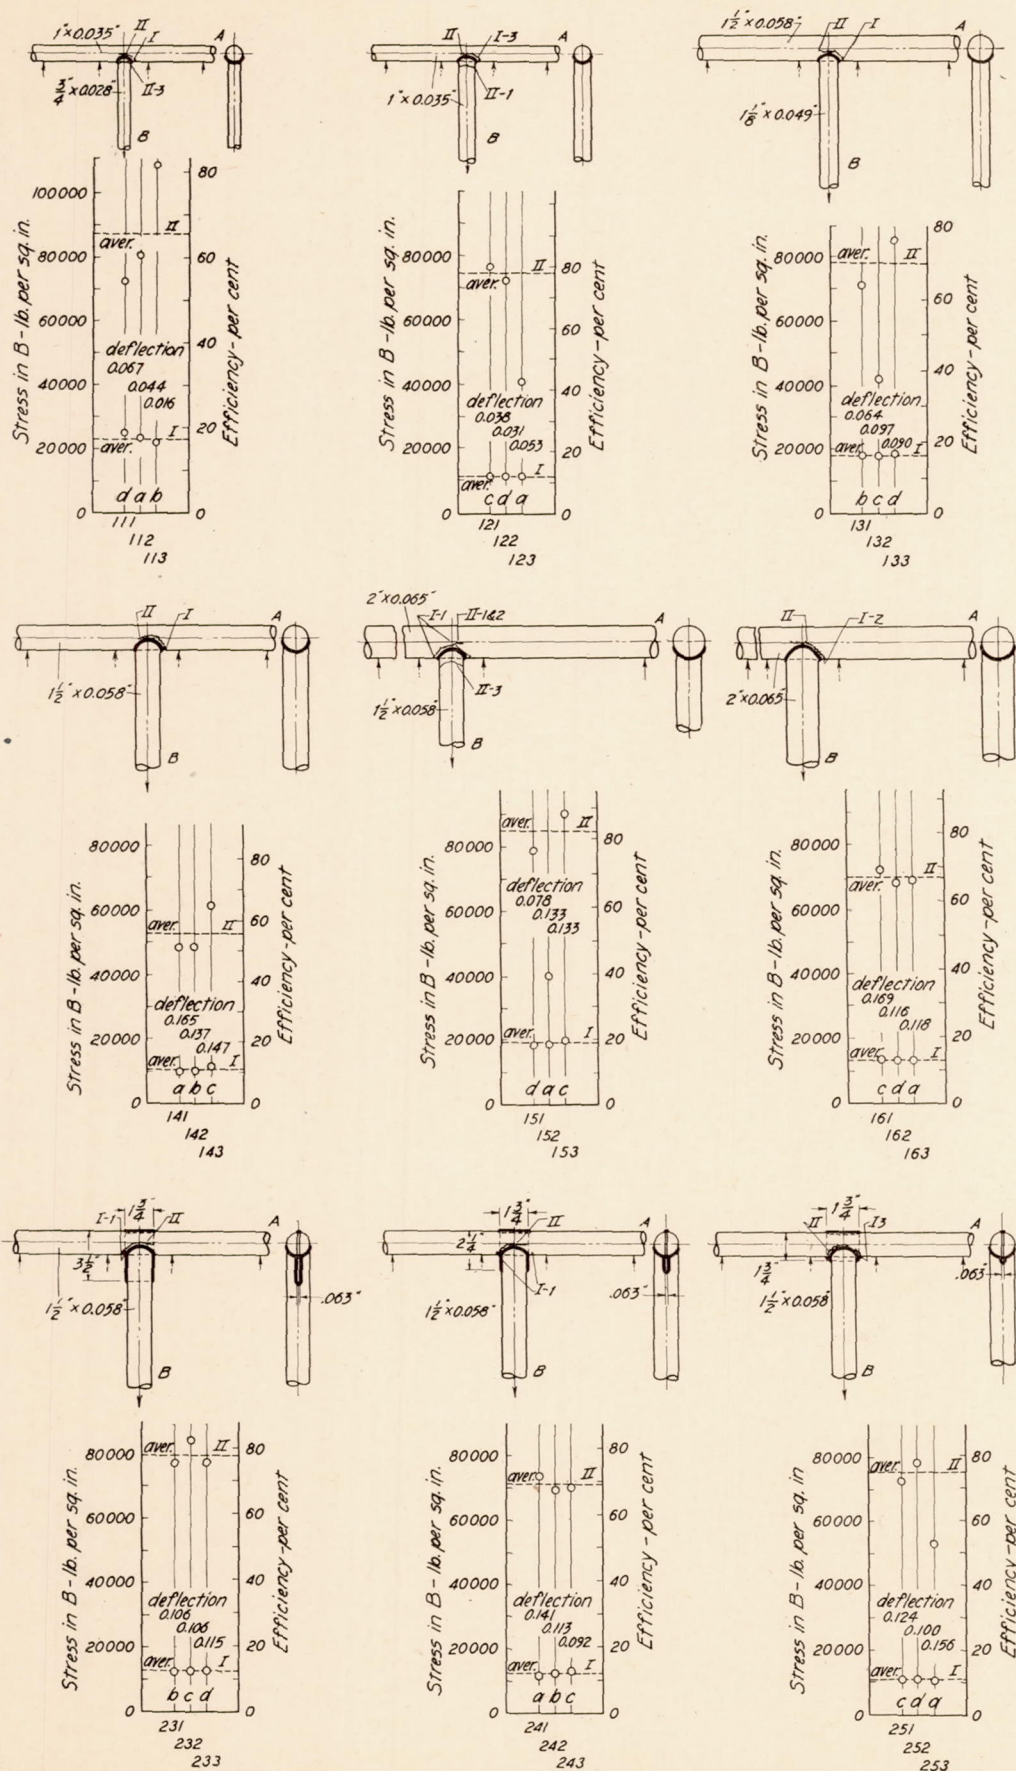 1"×0.035"
II
I
A
3/4"×0.028"
II-3
B
Stress in B-lb. per sq. in.
100000
80000
60000
40000
20000
0
80
60
40
20
0
Efficiency-per cent
II
aver.
deflection
0.067
0.044
0.016
I
aver.
d a b
111
112
113
II
I-3
A
1"×0.035"
II-1
B
Stress in B-lb. per sq. in.
80000
60000
40000
20000
0
80
60
40
20
0
Efficiency-per cent
II
aver.
deflection
0.038
0.031
0.053
I
aver.
c d a
121
122
123
1 1/2"×0.058"
II
I
A
1 1/8"×0.049"
B
Stress in B-lb. per sq. in.
80000
60000
40000
20000
0
80
60
40
20
0
Efficiency-per cent
aver.
II
deflection
0.064
0.097
0.090
aver.
I
b c d
131
132
133
II
I
A
1 1/2"×0.058"
B
Stress in B-lb. per sq. in.
80000
60000
40000
20000
0
80
60
40
20
0
Efficiency-per cent
aver.
II
deflection
0.165
0.137
0.147
aver.
I
a b c
141
142
143
2"×0.065"
I-1
II-1&2
A
II-3
1 1/2"×0.058"
B
Stress in B-lb. per sq. in.
80000
60000
40000
20000
0
80
60
40
20
0
Efficiency-per cent
aver.
II
deflection
0.078
0.133
0.133
aver.
I
d a c
151
152
153
II
A
I-2
2"×0.065"
B
Stress in B-lb. per sq. in.
80000
60000
40000
20000
0
80
60
40
20
0
Efficiency-per cent
II
aver.
deflection
0.169
0.116
0.118
aver.
I
c d a
161
162
163
1 3/4"
I-1
II
A
3 1/2"
.063"
1 1/2"×0.058"
B
Stress in B-lb. per sq. in.
80000
60000
40000
20000
0
80
60
40
20
0
Efficiency-per cent
aver.
II
deflection
0.106
0.106
0.115
aver.
I
b c d
231
232
233
1 3/4"
II
A
2 1/4"
I-1
.063"
1 1/2"×0.058"
B
Stress in B-lb. per sq. in.
80000
60000
40000
20000
0
80
60
40
20
0
Efficiency-per cent
aver.
II
deflection
0.141
0.113
0.092
aver.
I
a b c
241
242
243
1 3/4"
II
I3
A
1 3/4"
.063"
1 1/2"×0.058"
B
Stress in B-lb. per sq. in
80000
60000
40000
20000
0
80
60
40
20
0
Efficiency-per cent
aver.
II
deflection
0.124
0.100
0.156
aver.
I
c d a
251
252
253